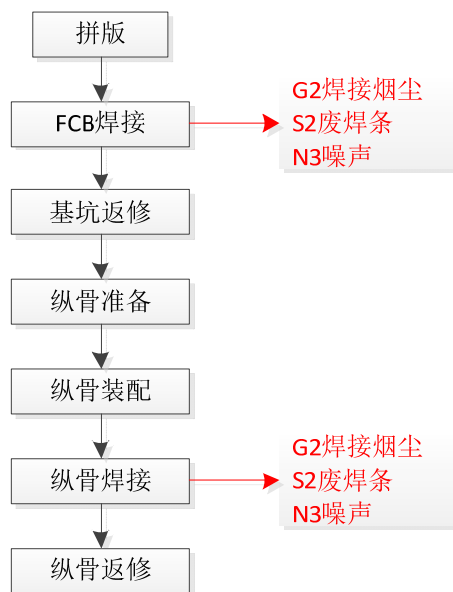 拼版
FCB焊接
G2焊接烟尘
S2废焊条
N3噪声
基坑返修
纵骨准备
纵骨装配
纵骨焊接
G2焊接烟尘
S2废焊条
N3噪声
纵骨返修